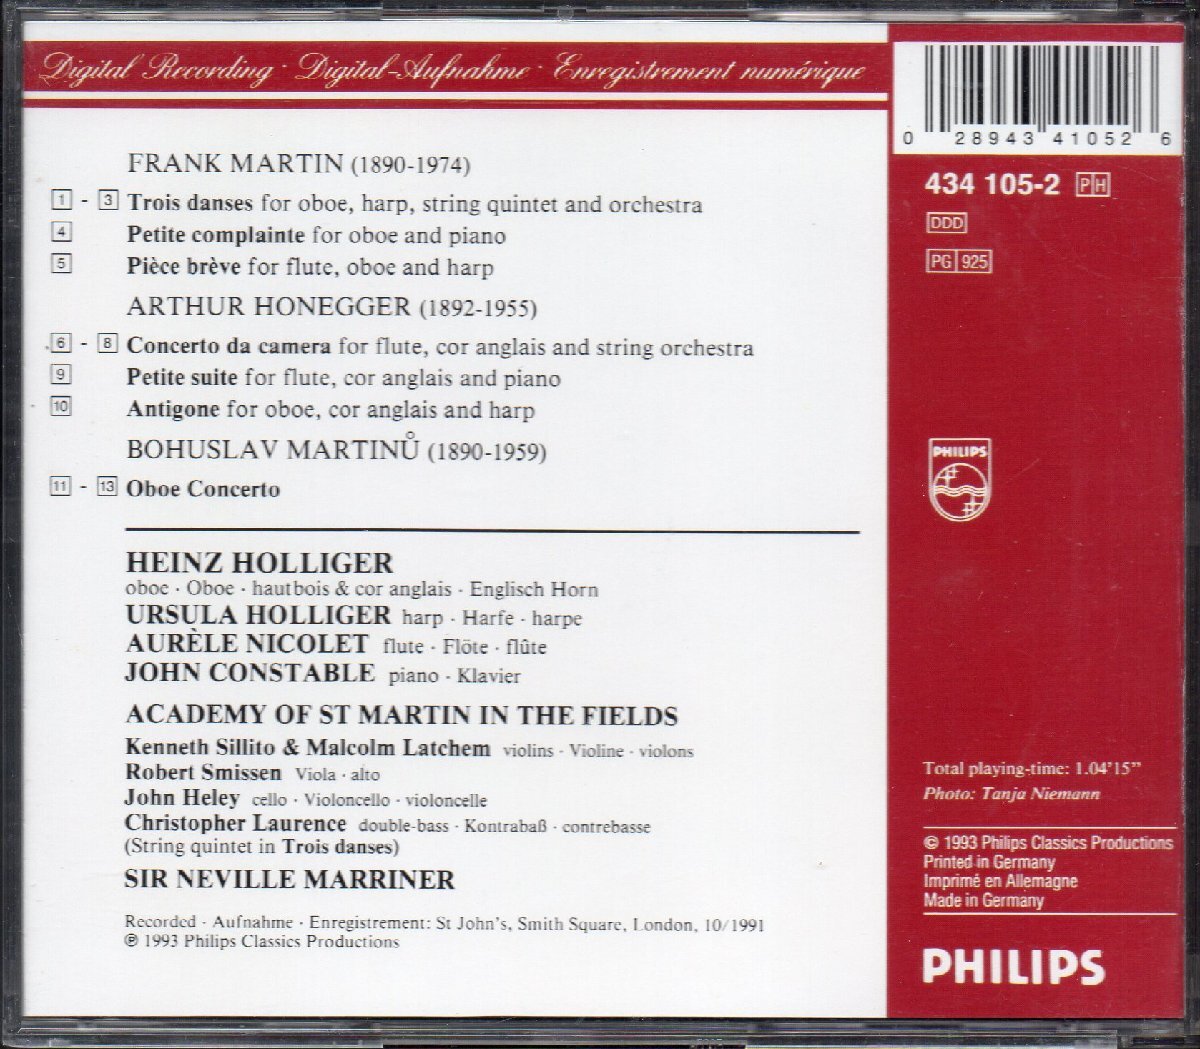 Digital Recording · Digital-Aufnahme · Enregistrement numérique
FRANK MARTIN (1890-1974)
1 - 3 Trois danses for oboe, harp, string quintet and orchestra
4 Petite complainte for oboe and piano
5 Pièce brève for flute, oboe and harp
ARTHUR HONEGGER (1892-1955)
6 - 8 Concerto da camera for flute, cor anglais and string orchestra
9 Petite suite for flute, cor anglais and piano
10 Antigone for oboe, cor anglais and harp
BOHUSLAV MARTINŮ (1890-1959)
11 - 13 Oboe Concerto
HEINZ HOLLIGER
oboe · Oboe · hautbois & cor anglais · Englisch Horn
URSULA HOLLIGER harp · Harfe · harpe
AURÈLE NICOLET flute · Flöte · flûte
JOHN CONSTABLE piano · Klavier
ACADEMY OF ST MARTIN IN THE FIELDS
Kenneth Sillito & Malcolm Latchem violins · Violine · violons
Robert Smissen Viola · alto
John Heley cello · Violoncello · violoncelle
Christopher Laurence double-bass · Kontrabaß · contrebasse
(String quintet in Trois danses)
SIR NEVILLE MARRINER
Recorded · Aufnahme · Enregistrement: St John's, Smith Square, London, 10/1991
℗ 1993 Philips Classics Productions
0 28943 41052 6
434 105-2 PH
DDD
PG 925
PHILIPS
Total playing-time: 1.04'15"
Photo: Tanja Niemann
© 1993 Philips Classics Productions
Printed in Germany
Imprimé en Allemagne
Made in Germany
PHILIPS